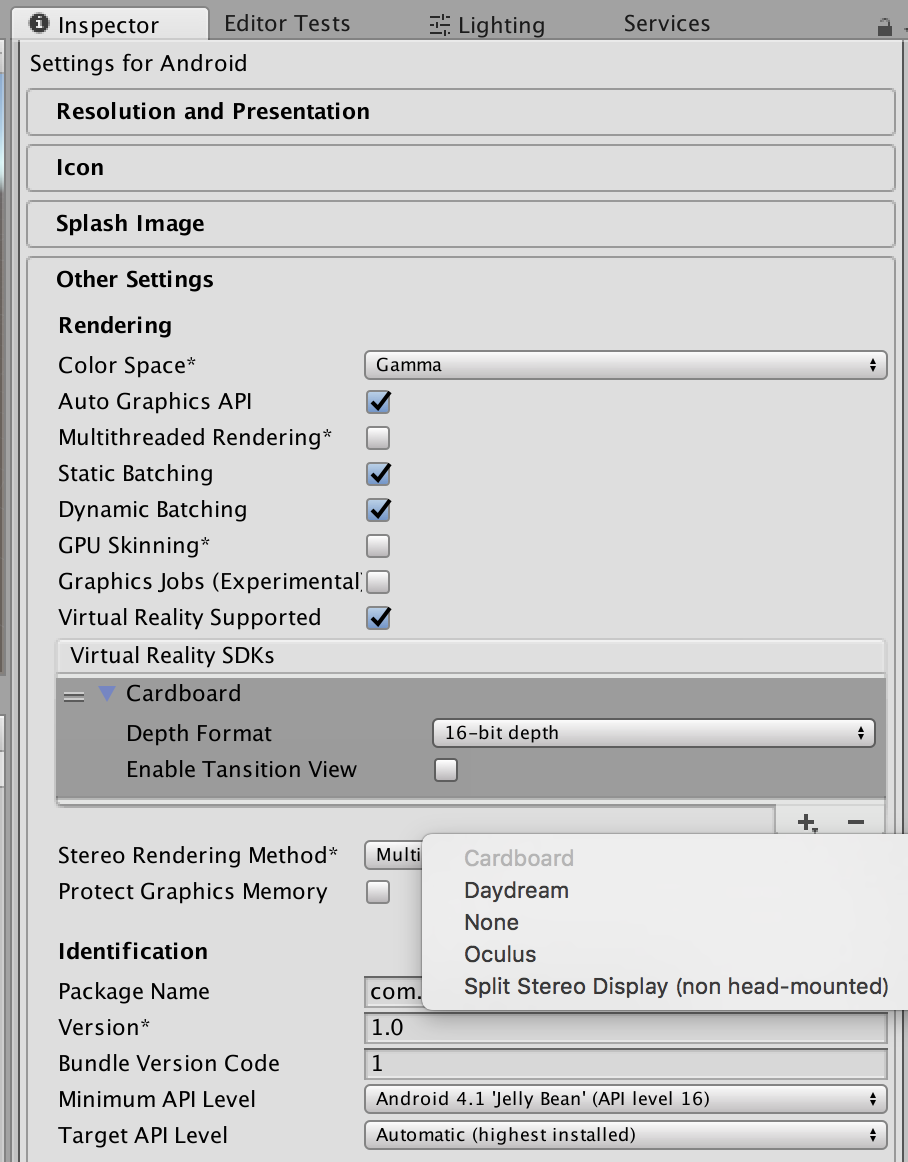 Inspector Editor Tests Lighting Services
Settings for Android
Resolution and Presentation
Icon
Splash Image
Other Settings
Rendering
Color Space* Gamma
Auto Graphics API
Multithreaded Rendering*
Static Batching
Dynamic Batching
GPU Skinning*
Graphics Jobs (Experimental)
Virtual Reality Supported
Virtual Reality SDKs
Cardboard
Depth Format 16-bit depth
Enable Tansition View
Stereo Rendering Method* Multi
Cardboard
Protect Graphics Memory
Daydream
None
Oculus
Split Stereo Display (non head-mounted)
Identification
Package Name com.
Version* 1.0
Bundle Version Code 1
Minimum API Level Android 4.1 'Jelly Bean' (API level 16)
Target API Level Automatic (highest installed)